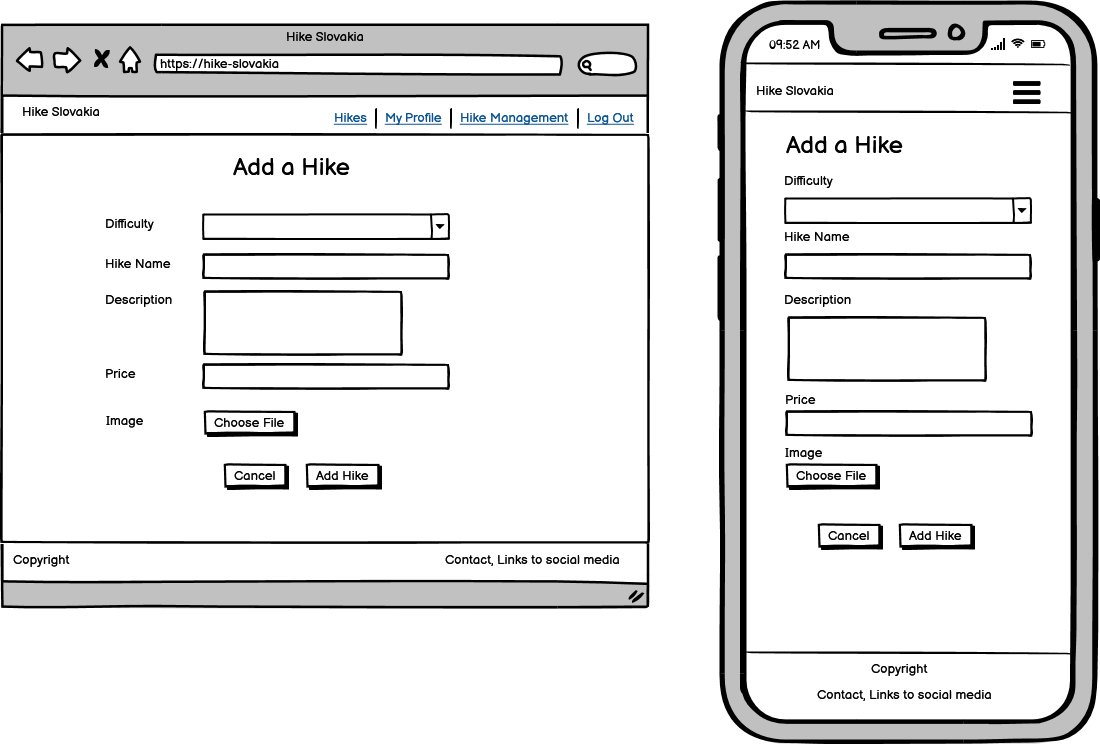 Hike Slovakia
https://hike-slovakia
Hike Slovakia
Hikes My Profile Hike Management Log Out
Add a Hike
Difficulty
Hike Name
Description
Price
Image Choose File
Cancel Add Hike
Copyright Contact, Links to social media
09:52 AM
Hike Slovakia
Add a Hike
Difficulty
Hike Name
Description
Price
Image
Choose File
Cancel Add Hike
Copyright
Contact, Links to social media